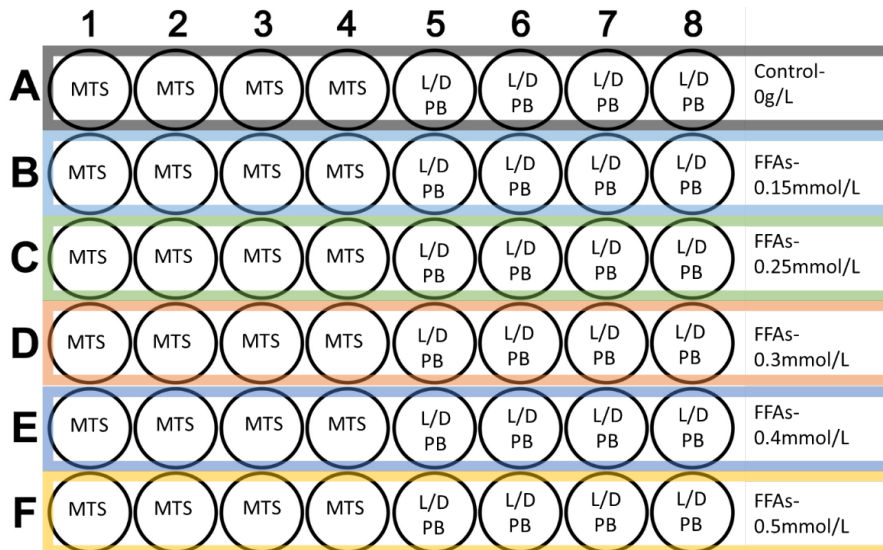 1 2 3 4 5 6 7 8
A MTS MTS MTS MTS L/D PB L/D PB L/D PB L/D PB Control- 0g/L
B MTS MTS MTS MTS L/D PB L/D PB L/D PB L/D PB FFAs- 0.15mmol/L
C MTS MTS MTS MTS L/D PB L/D PB L/D PB L/D PB FFAs- 0.25mmol/L
D MTS MTS MTS MTS L/D PB L/D PB L/D PB L/D PB FFAs- 0.3mmol/L
E MTS MTS MTS MTS L/D PB L/D PB L/D PB L/D PB FFAs- 0.4mmol/L
F MTS MTS MTS MTS L/D PB L/D PB L/D PB L/D PB FFAs- 0.5mmol/L